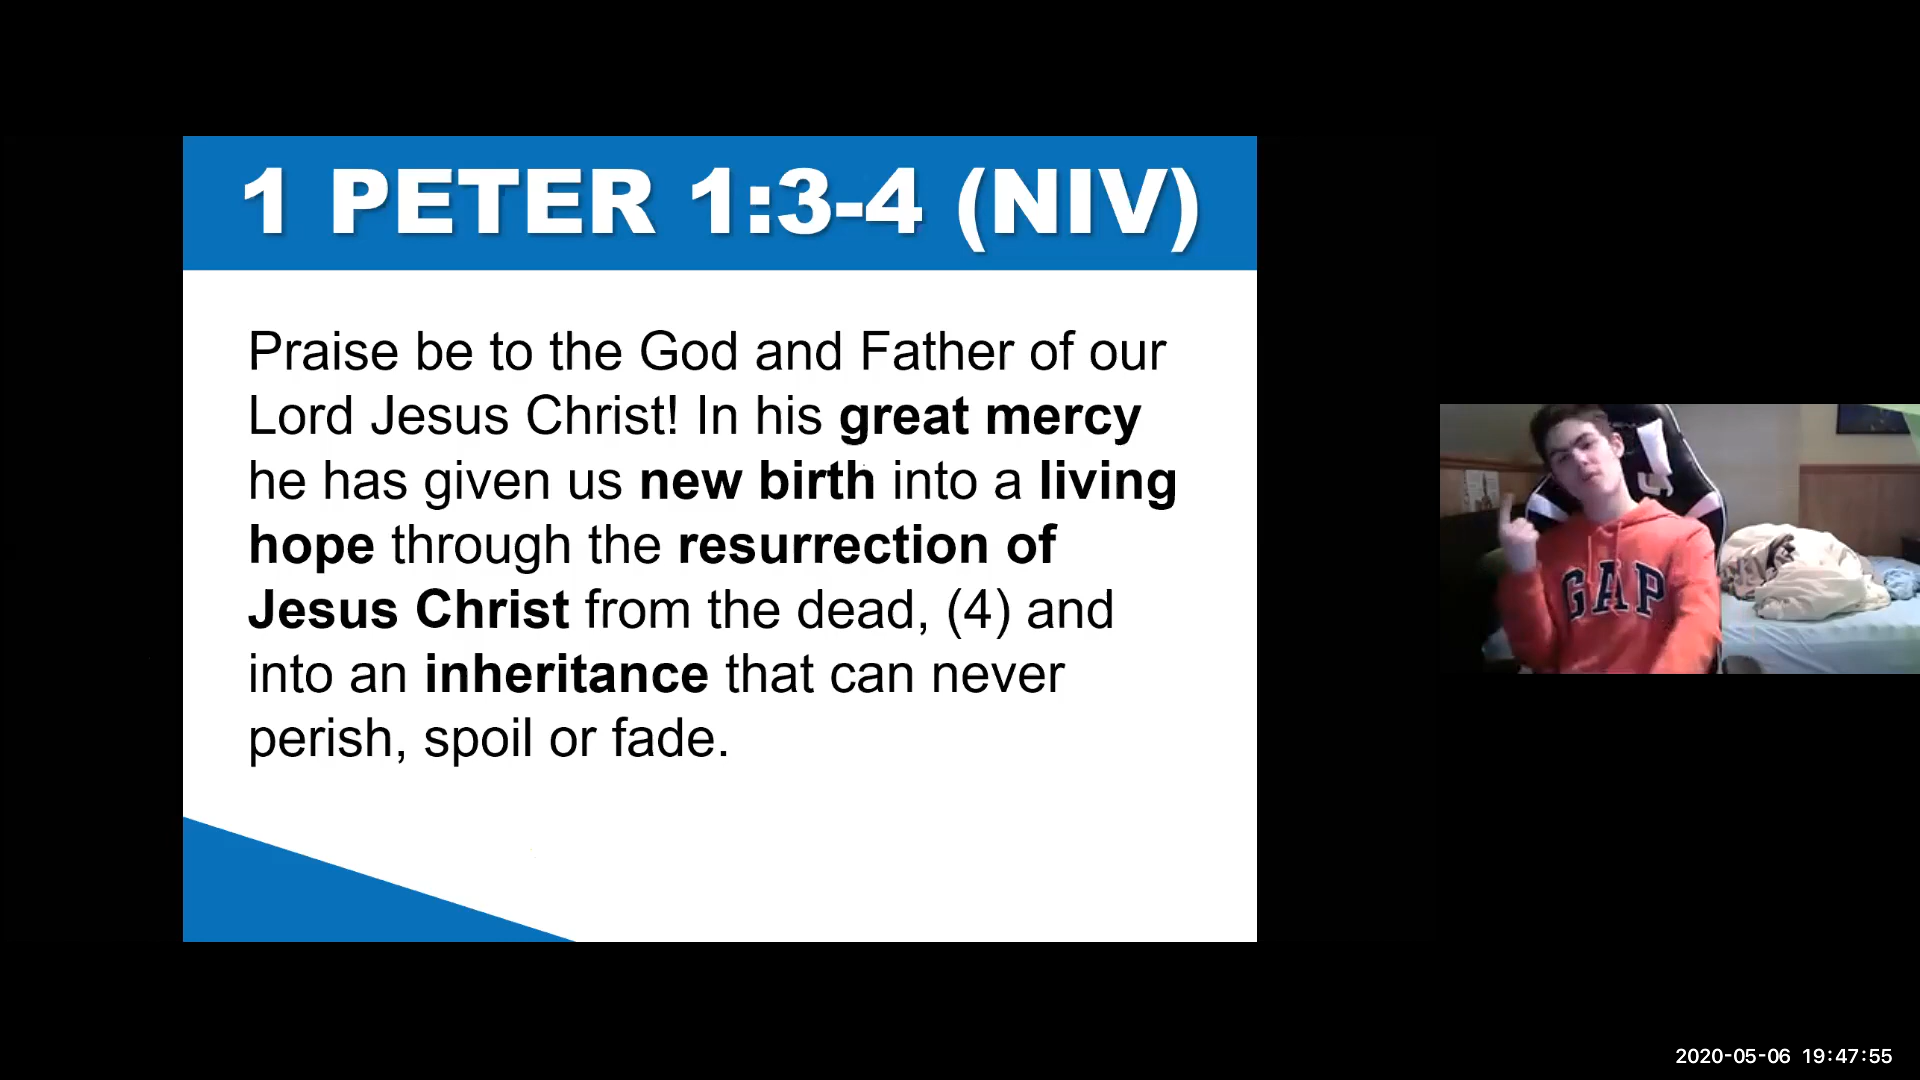 1 PETER 1:3-4 (NIV)
Praise be to the God and Father of our
Lord Jesus Christ! In his great mercy
he has given us new birth into a living
hope through the resurrection of
Jesus Christ from the dead, (4) and
into an inheritance that can never
perish, spoil or fade.
GAP
2020-05-06 19:47:55